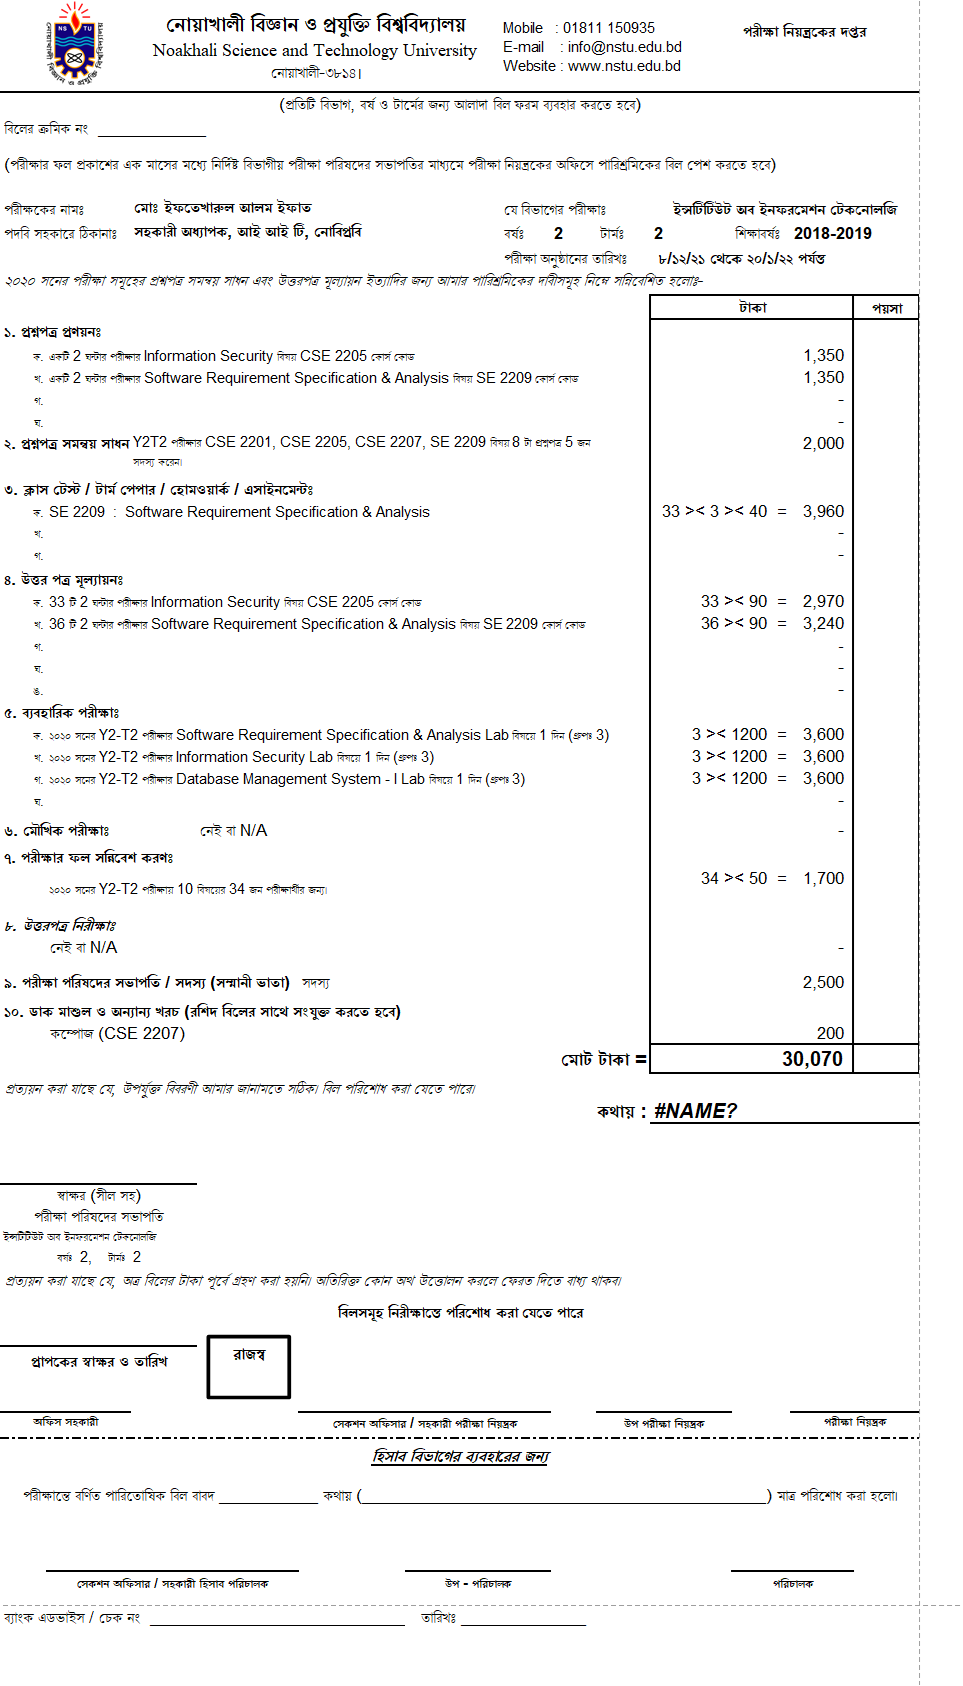 নোয়াখালী বিজ্ঞান ও প্রযুক্তি বিশ্ববিদ্যালয়
Noakhali Science and Technology University
নোয়াখালী-৩৮১৪।
Mobile : 01811 150935
E-mail : info@nstu.edu.bd
Website : www.nstu.edu.bd
পরীক্ষা নিয়ন্ত্রকের দপ্তর
(প্রতিটি বিভাগ, বর্ষ ও টার্মের জন্য আলাদা বিল ফরম ব্যবহার করতে হবে)
বিলের ক্রমিক নং ______________
(পরীক্ষার ফল প্রকাশের এক মাসের মধ্যে নির্দিষ্ট বিভাগীয় পরীক্ষা পরিষদের সভাপতির মাধ্যমে পরীক্ষা নিয়ন্ত্রকের অফিসে পারিশ্রমিকের বিল পেশ করতে হবে)
পরীক্ষকের নামঃ মোঃ ইফতেখারুল আলম ইফাত যে বিভাগের পরীক্ষাঃ ইন্সটিটিউট অব ইনফরমেশন টেকনোলজি
পদবি সহকারে ঠিকানাঃ সহকারী অধ্যাপক, আই আই টি, নোবিপ্রবি বর্ষঃ 2 টার্মঃ 2 শিক্ষাবর্ষঃ 2018-2019
পরীক্ষা অনুষ্ঠানের তারিখঃ ৮/১২/২১ থেকে ২০/১/২২ পর্যন্ত
২০২০ সনের পরীক্ষা সমূহের প্রশ্নপত্র সমন্বয় সাধন এবং উত্তরপত্র মূল্যায়ন ইত্যাদির জন্য আমার পারিশ্রমিকের দাবীসমূহ নিম্নে সন্নিবেশিত হলোঃ-
টাকা পয়সা
১. প্রশ্নপত্র প্রণয়নঃ
ক. একটি 2 ঘন্টার পরীক্ষার Information Security বিষয় CSE 2205 কোর্স কোড 1,350
খ. একটি 2 ঘন্টার পরীক্ষার Software Requirement Specification & Analysis বিষয় SE 2209 কোর্স কোড 1,350
গ. -
ঘ. -
২. প্রশ্নপত্র সমন্বয় সাধন Y2T2 পরীক্ষার CSE 2201, CSE 2205, CSE 2207, SE 2209 বিষয় 8 টা প্রশ্নপত্র 5 জন 2,000
সদস্য করেন।
৩. ক্লাস টেস্ট / টার্ম পেপার / হোমওয়ার্ক / এসাইনমেন্টঃ
ক. SE 2209 : Software Requirement Specification & Analysis 33 >< 3 >< 40 = 3,960
খ. -
গ. -
৪. উত্তর পত্র মূল্যায়নঃ
ক. 33 টি 2 ঘন্টার পরীক্ষার Information Security বিষয় CSE 2205 কোর্স কোড 33 >< 90 = 2,970
খ. 36 টি 2 ঘন্টার পরীক্ষার Software Requirement Specification & Analysis বিষয় SE 2209 কোর্স কোড 36 >< 90 = 3,240
গ. -
ঘ. -
ঙ. -
৫. ব্যবহারিক পরীক্ষাঃ
ক. ২০২০ সনের Y2-T2 পরীক্ষার Software Requirement Specification & Analysis Lab বিষয়ে 1 দিন (গ্রুপঃ 3) 3 >< 1200 = 3,600
খ. ২০২০ সনের Y2-T2 পরীক্ষার Information Security Lab বিষয়ে 1 দিন (গ্রুপঃ 3) 3 >< 1200 = 3,600
গ. ২০২০ সনের Y2-T2 পরীক্ষার Database Management System - I Lab বিষয়ে 1 দিন (গ্রুপঃ 3) 3 >< 1200 = 3,600
ঘ. -
৬. মৌখিক পরীক্ষাঃ নেই বা N/A -
৭. পরীক্ষার ফল সন্নিবেশ করণঃ
২০২০ সনের Y2-T2 পরীক্ষায় 10 বিষয়ের 34 জন পরীক্ষার্থীর জন্য। 34 >< 50 = 1,700
৮. উত্তরপত্র নিরীক্ষাঃ
নেই বা N/A -
৯. পরীক্ষা পরিষদের সভাপতি / সদস্য (সম্মানী ভাতা) সদস্য 2,500
১০. ডাক মাশুল ও অন্যান্য খরচ (রশিদ বিলের সাথে সংযুক্ত করতে হবে)
কম্পোজ (CSE 2207) 200
মোট টাকা = 30,070
প্রত্যয়ন করা যাছে যে, উপর্যুক্ত বিবরণী আমার জানামতে সঠিক। বিল পরিশোধ করা যেতে পারে।
কথায় : #NAME?
স্বাক্ষর (সীল সহ)
পরীক্ষা পরিষদের সভাপতি
ইন্সটিটিউট অব ইনফরমেশন টেকনোলজি
বর্ষঃ 2, টার্মঃ 2
প্রত্যয়ন করা যাছে যে, অত্র বিলের টাকা পূর্বে গ্রহণ করা হয়নি। অতিরিক্ত কোন অথ উত্তোলন করলে ফেরত দিতে বাধ্য থাকব।
বিলসমূহ নিরীক্ষান্তে পরিশোধ করা যেতে পারে
প্রাপকের স্বাক্ষর ও তারিখ রাজস্ব
অফিস সহকারী সেকশন অফিসার / সহকারী পরীক্ষা নিয়ন্ত্রক উপ পরীক্ষা নিয়ন্ত্রক পরীক্ষা নিয়ন্ত্রক
হিসাব বিভাগের ব্যবহারের জন্য
পরীক্ষান্তে বর্ণিত পারিতোষিক বিল বাবদ ____________ কথায় (__________________________________________________) মাত্র পরিশোধ করা হলো।
সেকশন অফিসার / সহকারী হিসাব পরিচালক উপ - পরিচালক পরিচালক
ব্যাংক এডভাইস / চেক নং ______________________________ তারিখঃ _______________